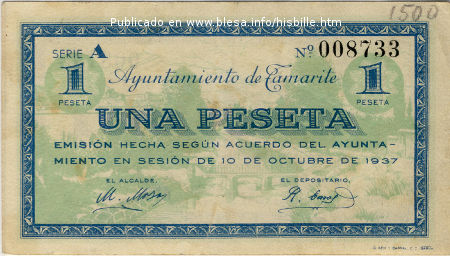 Publicado en www.blesa.info/hisbille.htm
1500
SERIE A Nº 008733
1 Ayuntamiento de Tamarite 1
PESETA PESETA
UNA PESETA
EMISIÓN HECHA SEGÚN ACUERDO DEL AYUNTA-
MIENTO EN SESIÓN DE 10 DE OCTUBRE DE 1937
EL ALCALDE, EL DEPOSITARIO,